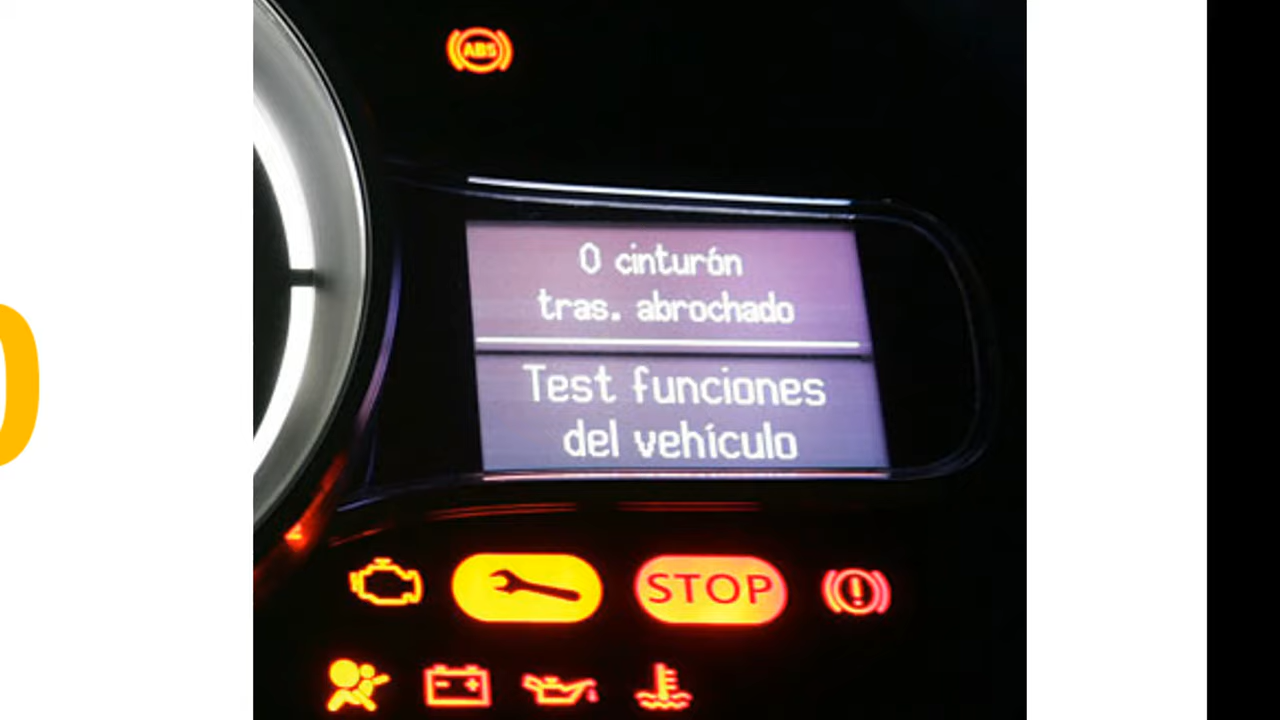 ABS
0 cinturón
tras. abrochado
Test funciones
del vehículo
STOP